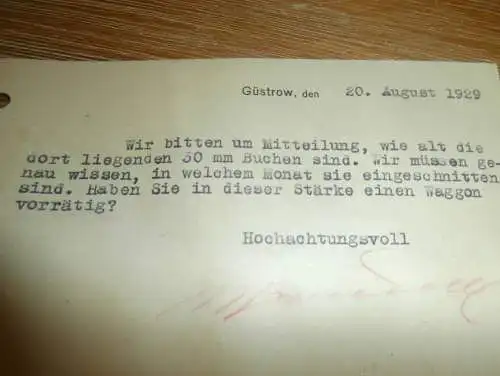 Güstrow, den 20. August 1929
Wir bitten um Mitteilung, wie alt die
dort liegenden 50 mm Buchen sind. Wir müssen ge-
nau wissen, in welchem Monat sie eingeschnitten
sind. Haben Sie in dieser Stärke einen Waggon
vorrätig?
Hochachtungsvoll